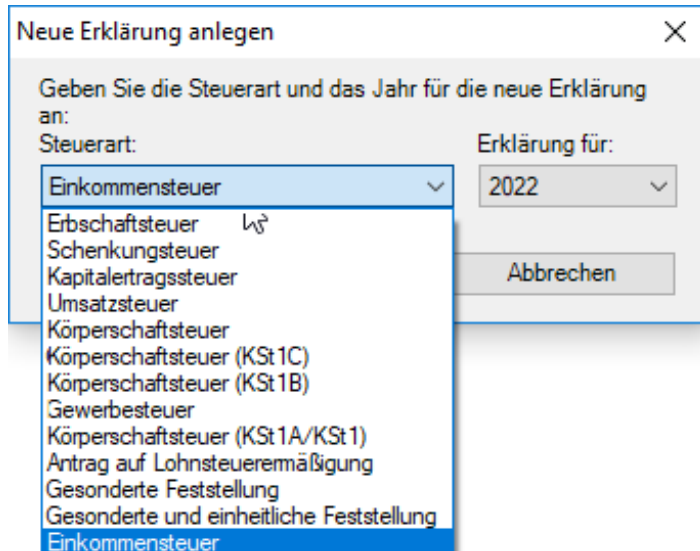 Neue Erklärung anlegen
Geben Sie die Steuerart und das Jahr für die neue Erklärung
an:
Steuerart:
Erklärung für:
Einkommensteuer
2022
Erbschaftsteuer
Schenkungsteuer
Kapitalertragssteuer
Umsatzsteuer
Körperschaftsteuer
Körperschaftsteuer (KSt1C)
Körperschaftsteuer (KSt1B)
Gewerbesteuer
Körperschaftsteuer (KSt1A/KSt1)
Antrag auf Lohnsteuerermäßigung
Gesonderte Feststellung
Gesonderte und einheitliche Feststellung
Einkommensteuer
Abbrechen